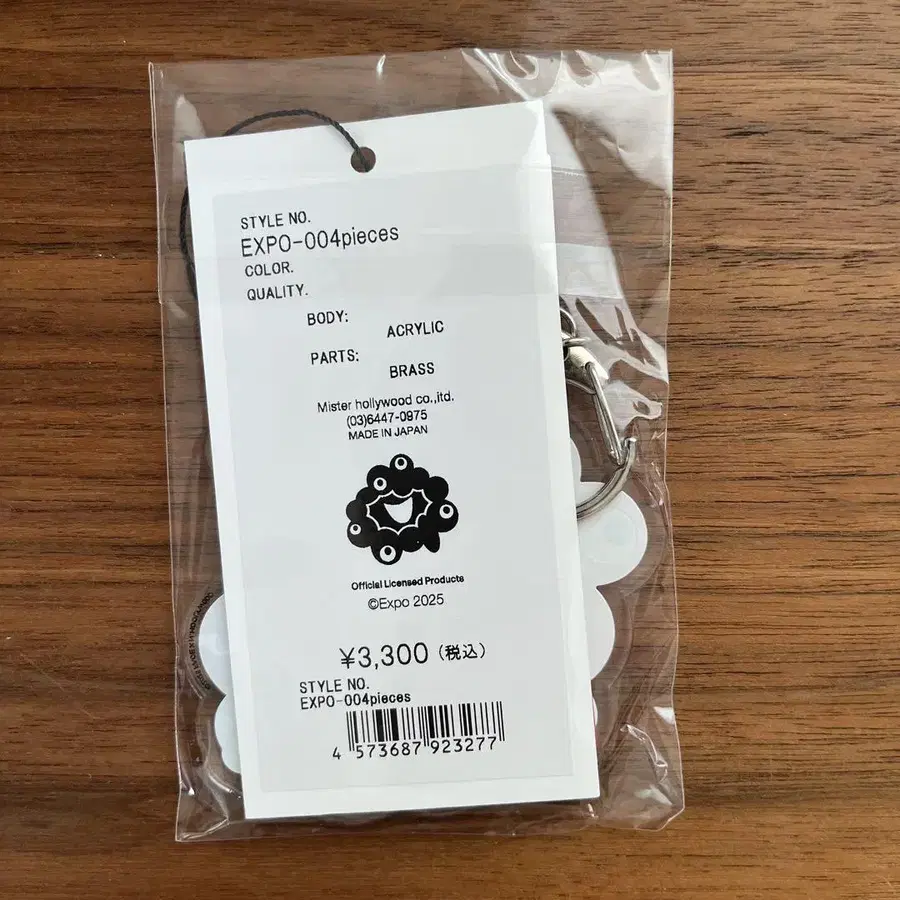 STYLE NO.
EXPO-004pieces
COLOR.
QUALITY.
BODY:
ACRYLIC
PARTS:
BRASS
Mister hollywood co.,itd.
(03)6447-0975
MADE IN JAPAN
Official Licensed Products
©Expo 2025
¥3,300(税込)
STYLE NO.
EXPO-004pieces
4 573687 923277